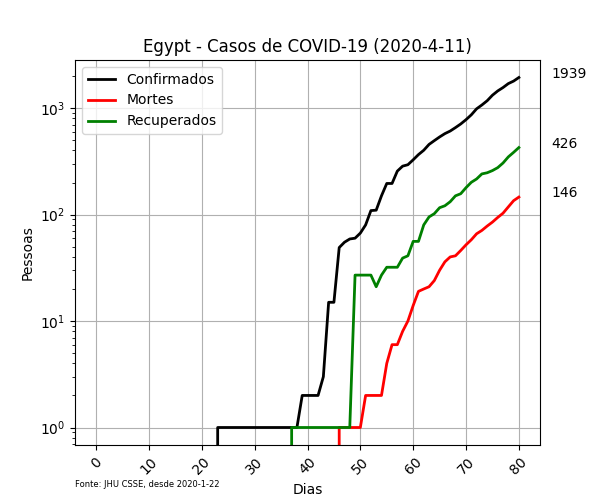 Egypt - Casos de COVID-19 (2020-4-11)
Confirmados
Mortes
Recuperados
1939
426
146
10³
10²
10¹
10⁰
Pessoas
0 10 20 30 40 50 60 70 80
Fonte: JHU CSSE, desde 2020-1-22
Dias